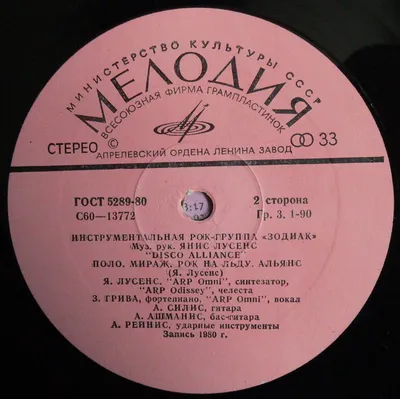 МИНИСТЕРСТВО КУЛЬТУРЫ СССР
МЕЛОДИЯ
ВСЕСОЮЗНАЯ ФИРМА ГРАМПЛАСТИНОК
СТЕРЕО 33
АПРЕЛЕВСКИЙ ОРДЕНА ЛЕНИНА ЗАВОД
ГОСТ 5289-80 2 сторона
С60—13772 Гр. 3. 1-90
ИНСТРУМЕНТАЛЬНАЯ РОК-ГРУППА «ЗОДИАК»
Муз. рук. ЯНИС ЛУСЕНС
"DISCO ALLIANCE"
ПОЛО. МИРАЖ. РОК НА ЛЬДУ. АЛЬЯНС
(Я. Лусенс)
Я. ЛУСЕНС, "ARP Omni", синтезатор,
"ARP Odissey", челеста
З. ГРИВА, фортепиано, "ARP Omni", вокал
А. СИЛИС, гитара
А. АШМАНИС, бас-гитара
А. РЕЙНИС, ударные инструменты
Запись 1980 г.